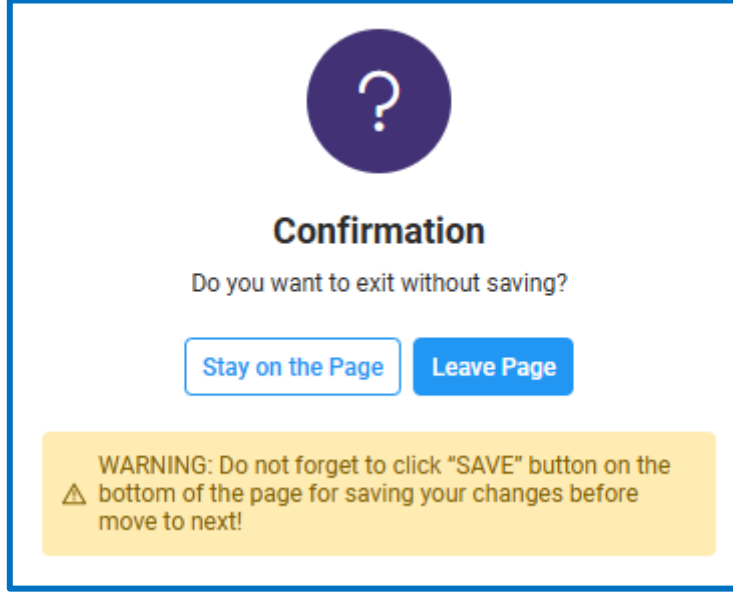 ?
Confirmation
Do you want to exit without saving?
Stay on the Page
Leave Page
WARNING: Do not forget to click “SAVE” button on the
bottom of the page for saving your changes before
move to next!